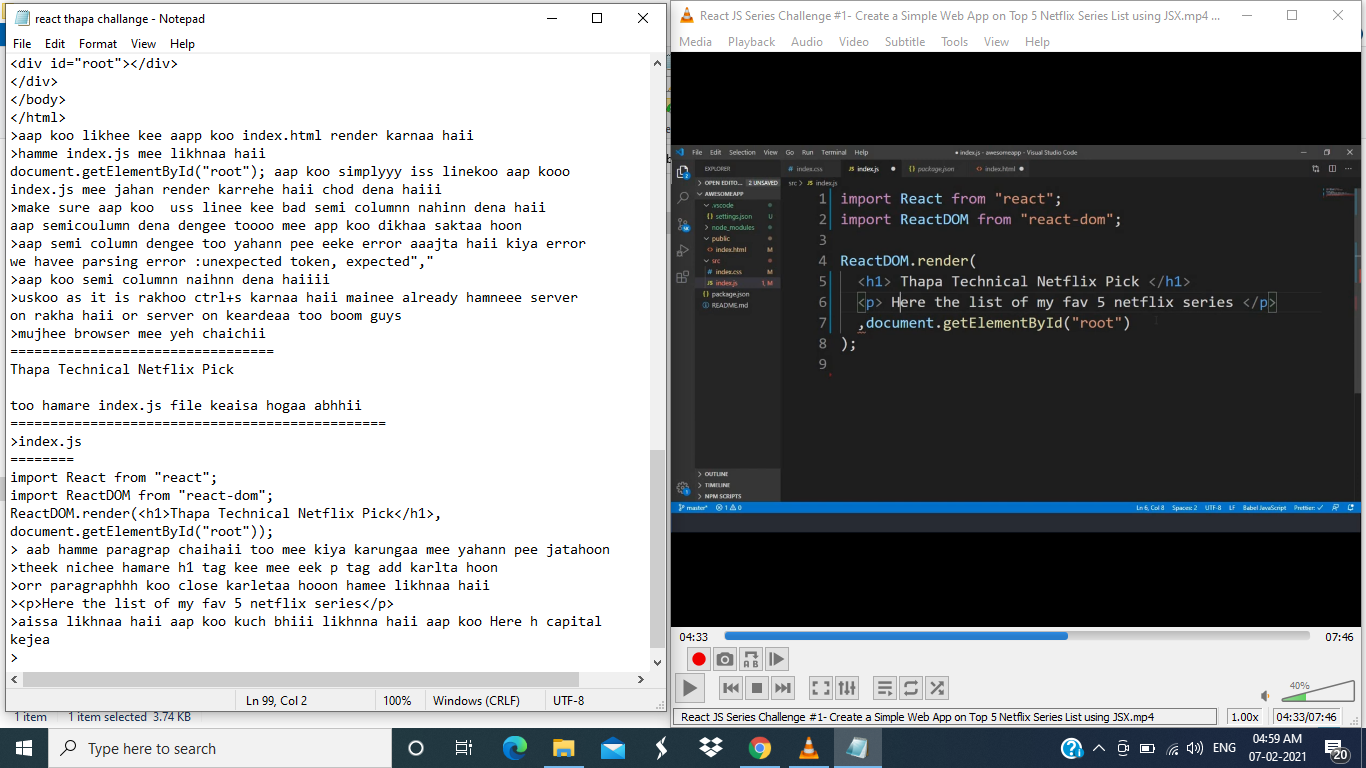 react thapa challange - Notepad
File Edit Format View Help
<div id="root"></div>
</div>
</body>
</html>
>aap koo likhee kee aapp koo index.html render karnaa haii
>hamme index.js mee likhnaa haii
document.getElementById("root"); aap koo simplyyy iss linekoo aap kooo
index.js mee jahan render karrehe haii chod dena haiii
>make sure aap koo  uss linee kee bad semi columnn nahinn dena haii
aap semicoulumn dena dengee toooo mee app koo dikhaa saktaa hoon
>aap semi column dengee too yahann pee eeke error aaajta haii kiya error
we havee parsing error :unexpected token, expected","
>aap koo semi columnn naihnn dena haiiii
>uskoo as it is rakhoo ctrl+s karnaa haii mainee already hamneee server
on rakha haii or server on keardeaa too boom guys
>mujhee browser mee yeh chaichii
=================================
Thapa Technical Netflix Pick
too hamare index.js file keaisa hogaa abhhii
===============================================
>index.js
========
import React from "react";
import ReactDOM from "react-dom";
ReactDOM.render(<h1>Thapa Technical Netflix Pick</h1>,
document.getElementById("root"));
> aab hamme paragrap chaihaii too mee kiya karungaa mee yahann pee jatahoon
>theek nichee hamare h1 tag kee mee eek p tag add karlta hoon
>orr paragraphhh koo close karletaa hooon hamee likhnaa haii
><p>Here the list of my fav 5 netflix series</p>
>aissa likhnaa haii aap koo kuch bhiii likhnna haii aap koo Here h capital
kejea
>
Ln 99, Col 2 100% Windows (CRLF) UTF-8
1 item 1 item selected 3.74 KB
React JS Series Challenge #1- Create a Simple Web App on Top 5 Netflix Series List using JSX.mp4 ...
Media Playback Audio Video Subtitle Tools View Help
File Edit Selection View Go Run Terminal Help
● index.js - awesomeapp - Visual Studio Code
EXPLORER
OPEN EDITO... 2 UNSAVED
AWESOMEAPP
.vscode
settings.json U
node_modules
public
index.html M
src
index.css M
index.js 1, M
package.json
README.md
OUTLINE
TIMELINE
NPM SCRIPTS
index.css index.js package.json index.html
src > index.js
1 import React from "react";
2 import ReactDOM from "react-dom";
3
4 ReactDOM.render(
5 <h1> Thapa Technical Netflix Pick </h1>
6 <p> Here the list of my fav 5 netflix series </p>
7 ,document.getElementById("root")
8 );
9
master* 1 0 Ln 6, Col 8 Spaces: 2 UTF-8 LF Babel JavaScript Prettier: ✓
04:33 07:46
A B
40%
React JS Series Challenge #1- Create a Simple Web App on Top 5 Netflix Series List using JSX.mp4 1.00x 04:33/07:46
Type here to search
ENG
04:59 AM
07-02-2021
20